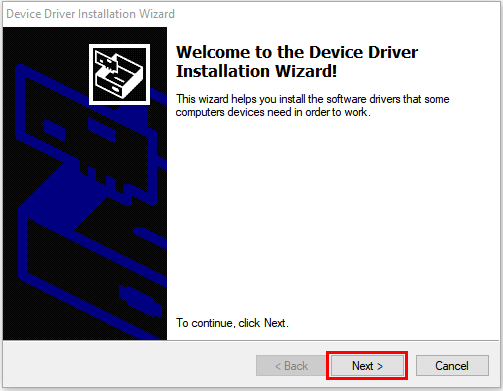 Device Driver Installation Wizard
Welcome to the Device Driver
Installation Wizard!
This wizard helps you install the software drivers that some
computers devices need in order to work.
To continue, click Next.
< Back
Next >
Cancel